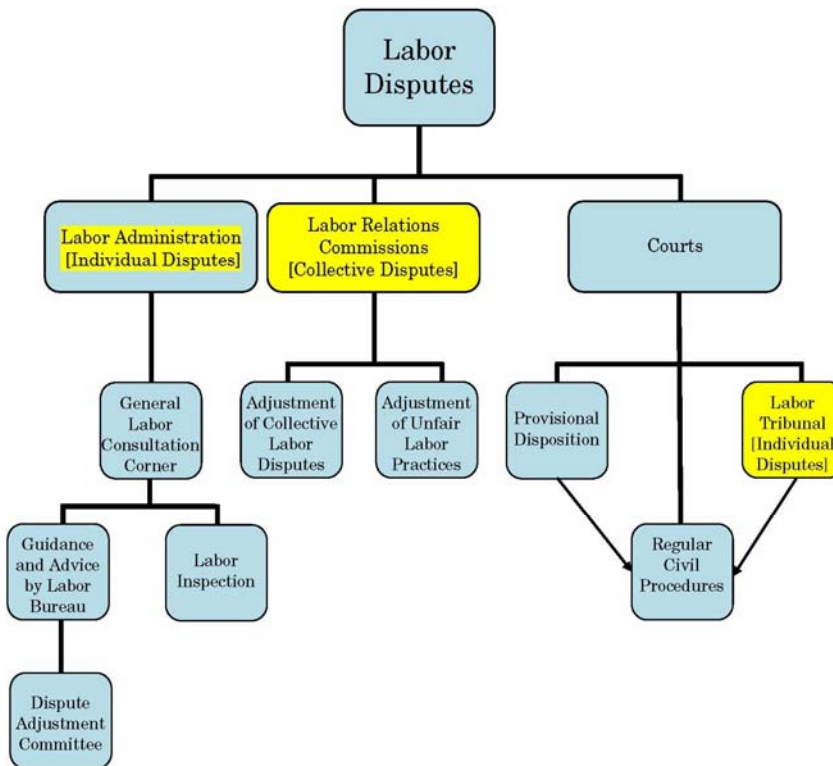 Labor
Disputes
Labor Administration
[Individual Disputes]
Labor Relations
Commissions
[Collective Disputes]
Courts
General
Labor
Consultation
Corner
Adjustment
of Collective
Labor
Disputes
Adjustment
of Unfair
Labor
Practices
Provisional
Disposition
Labor
Tribunal
[Individual
Disputes]
Guidance
and Advice
by Labor
Bureau
Labor
Inspection
Regular
Civil
Procedures
Dispute
Adjustment
Committee